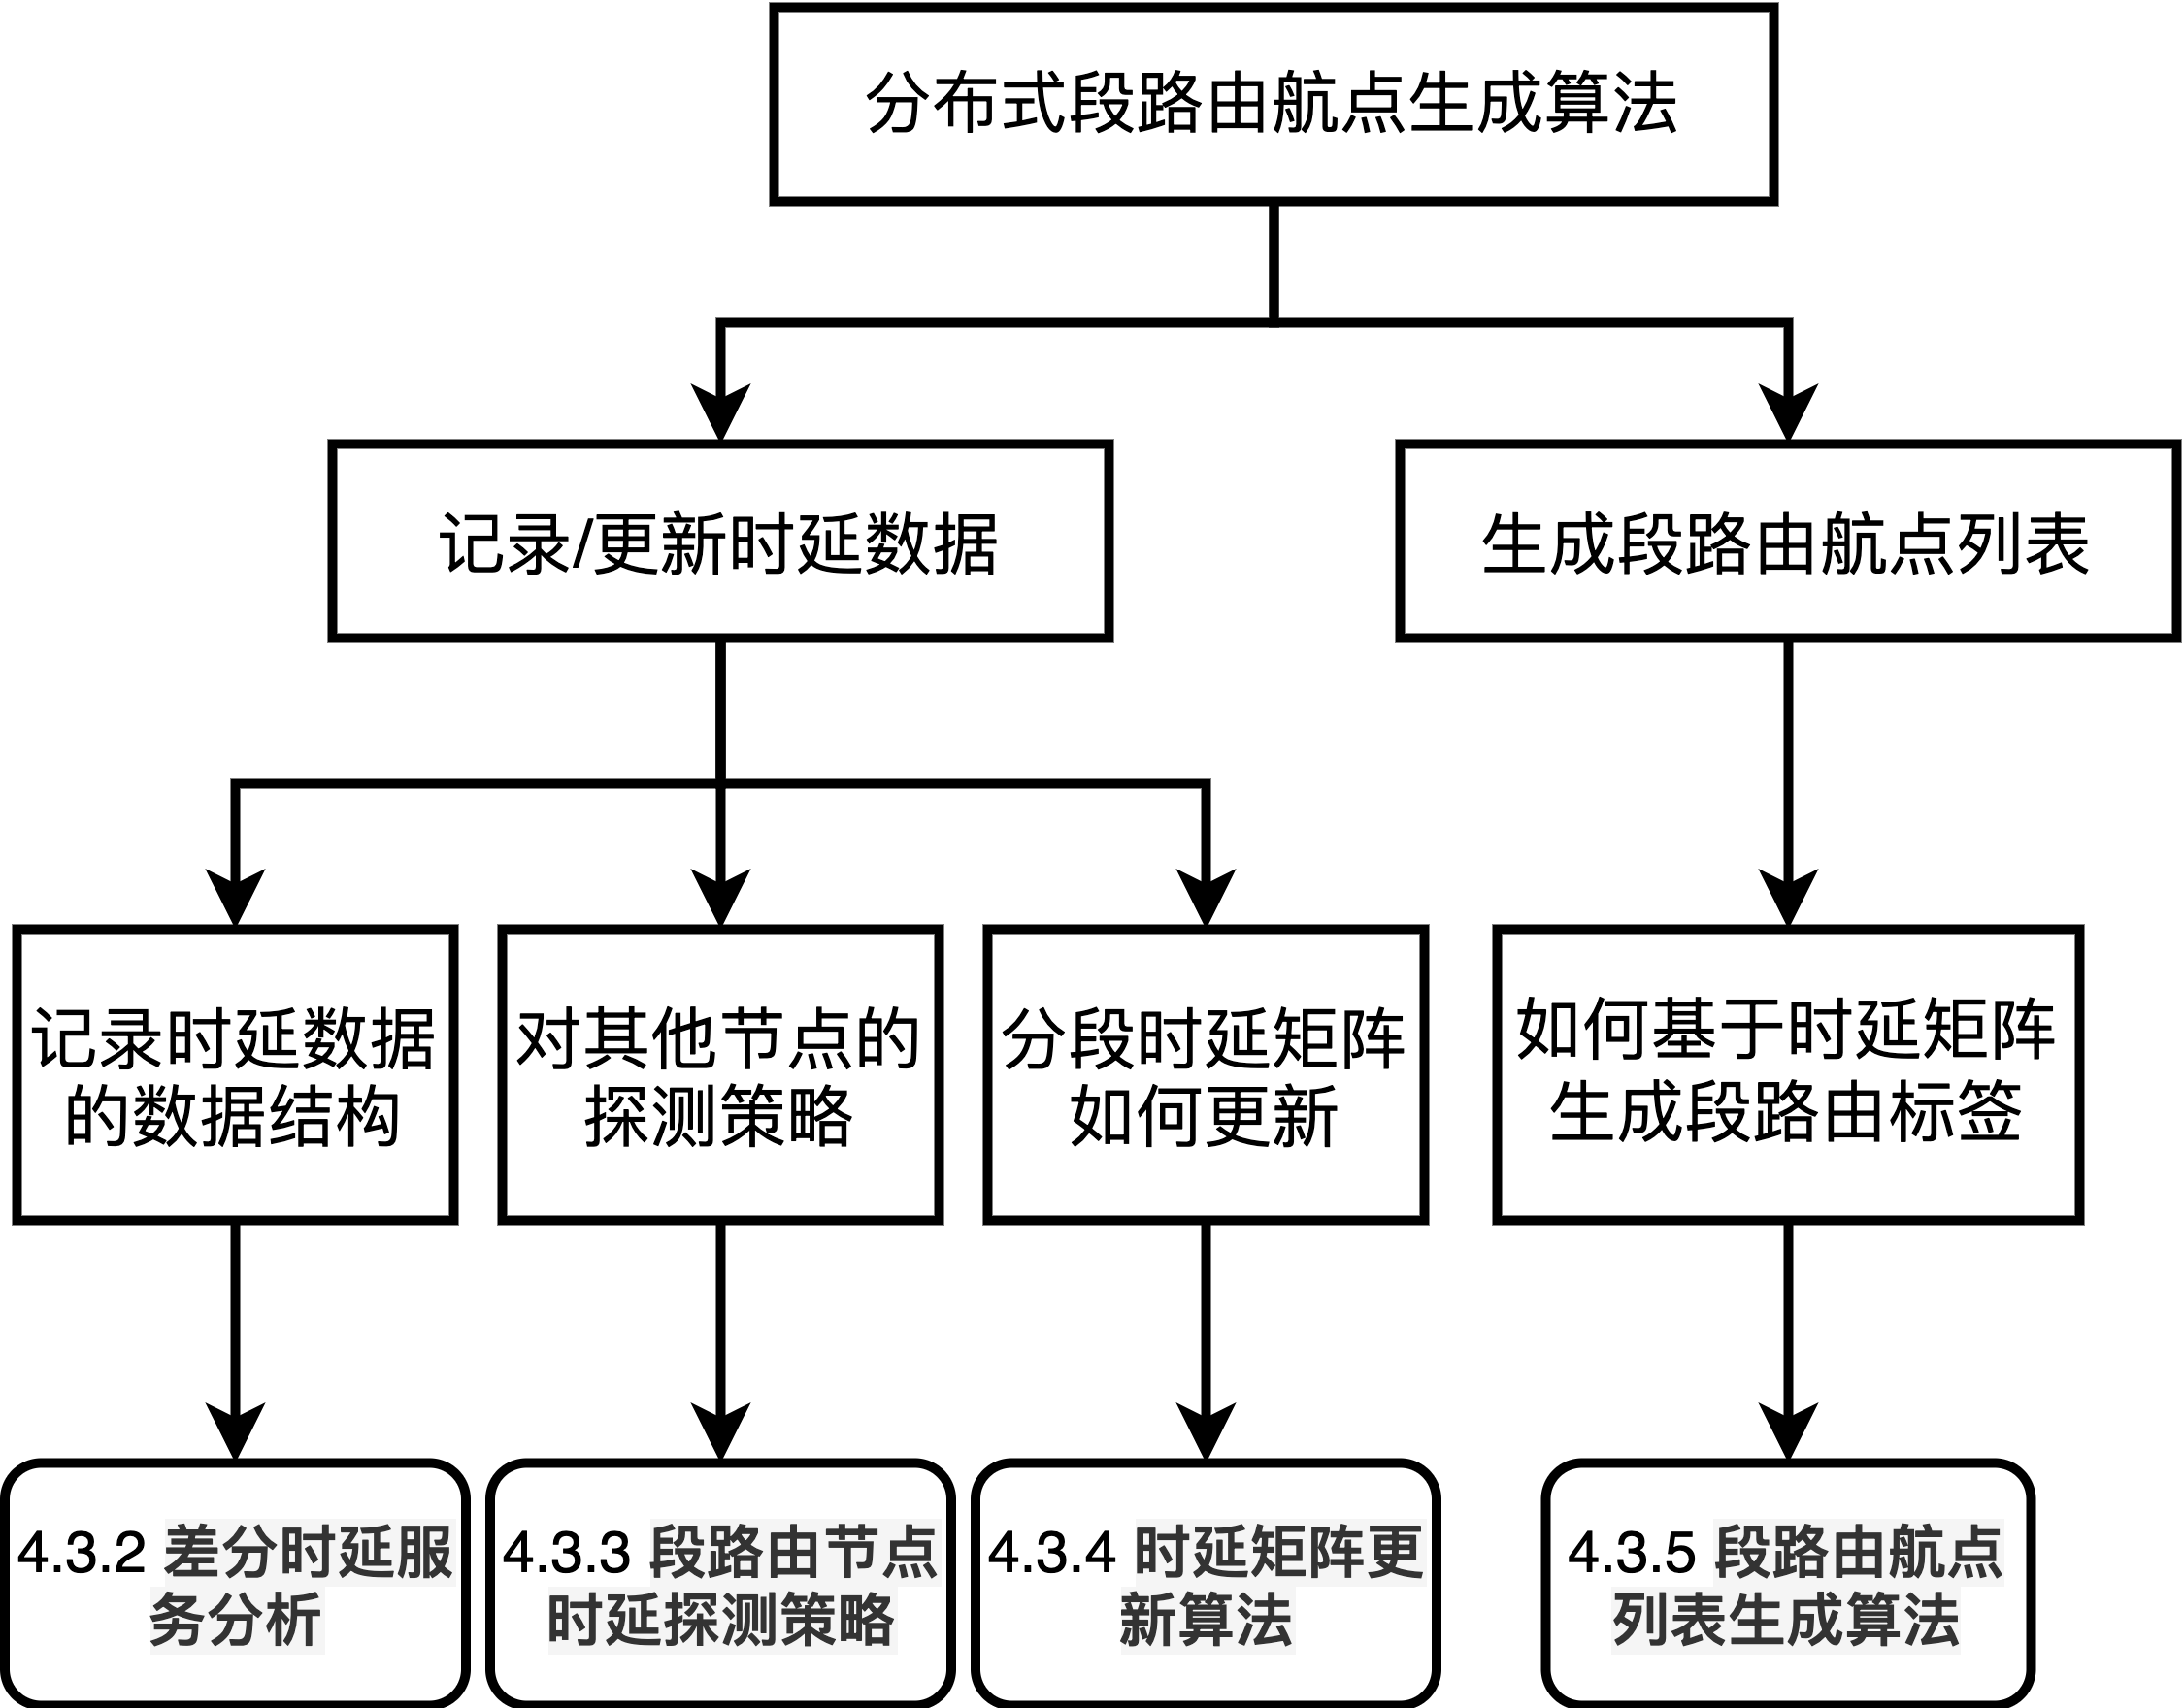 分布式段路由航点生成算法
记录/更新时延数据
生成段路由航点列表
记录时延数据
的数据结构
对其他节点的
探测策略
分段时延矩阵
如何更新
如何基于时延矩阵
生成段路由标签
4.3.2 差分时延服
务分析
4.3.3 段路由节点
时延探测策略
4.3.4 时延矩阵更
新算法
4.3.5 段路由航点
列表生成算法